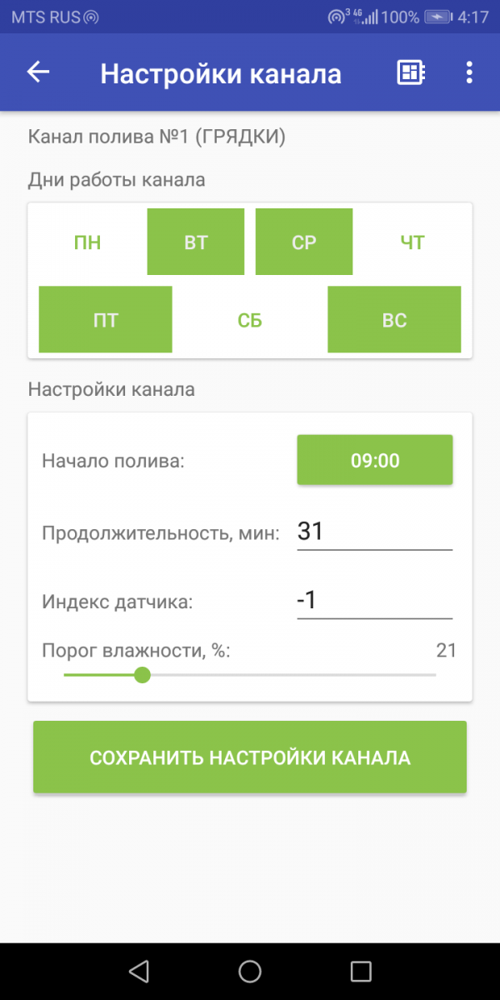 MTS RUS 3 4G 100% 4:17
Настройки канала
Канал полива №1 (ГРЯДКИ)
Дни работы канала
ПН ВТ СР ЧТ
ПТ СБ ВС
Настройки канала
Начало полива: 09:00
Продолжительность, мин: 31
Индекс датчика: -1
Порог влажности, %: 21
СОХРАНИТЬ НАСТРОЙКИ КАНАЛА